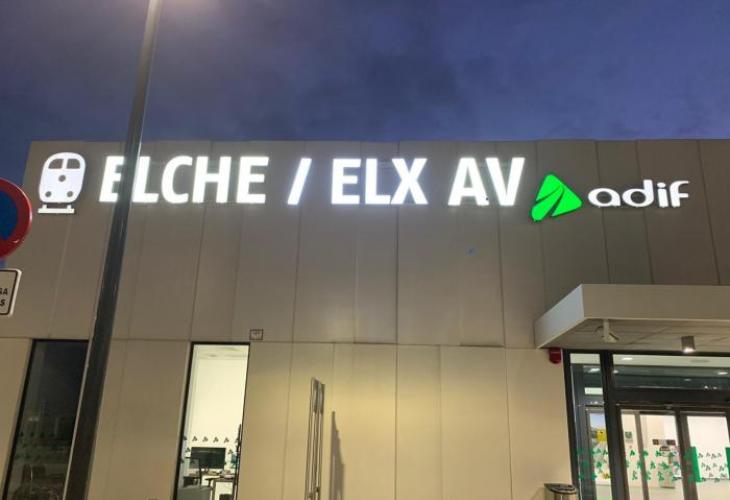 ELCHE / ELX AV adif